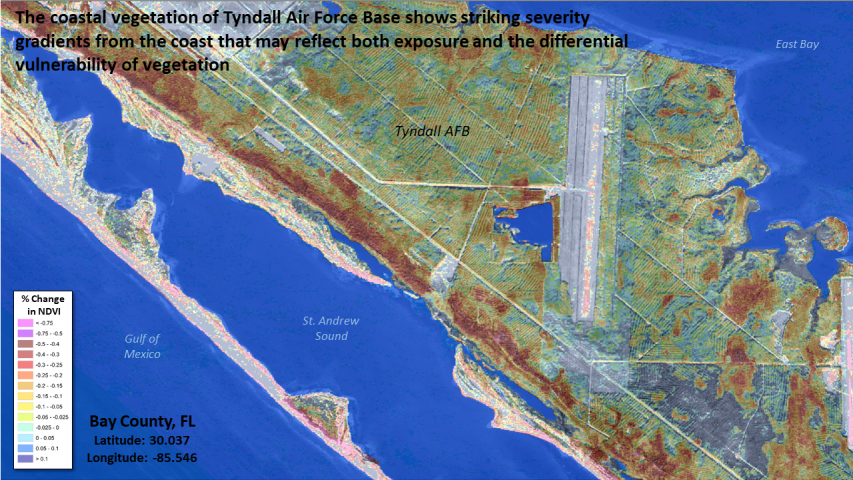 The coastal vegetation of Tyndall Air Force Base shows striking severity
gradients from the coast that may reflect both exposure and the differential
vulnerability of vegetation
East Bay
Tyndall AFB
St. Andrew
Sound
Gulf of
Mexico
% Change
in NDVI
< -0.75
-0.75 - -0.5
-0.5 - -0.4
-0.4 - -0.3
-0.3 - -0.25
-0.25 - -0.2
-0.2 - -0.15
-0.15 - -0.1
-0.1 - -0.05
-0.05 - -0.025
-0.025 - 0
0 - 0.05
0.05 - 0.1
> 0.1
Bay County, FL
Latitude: 30.037
Longitude: -85.546